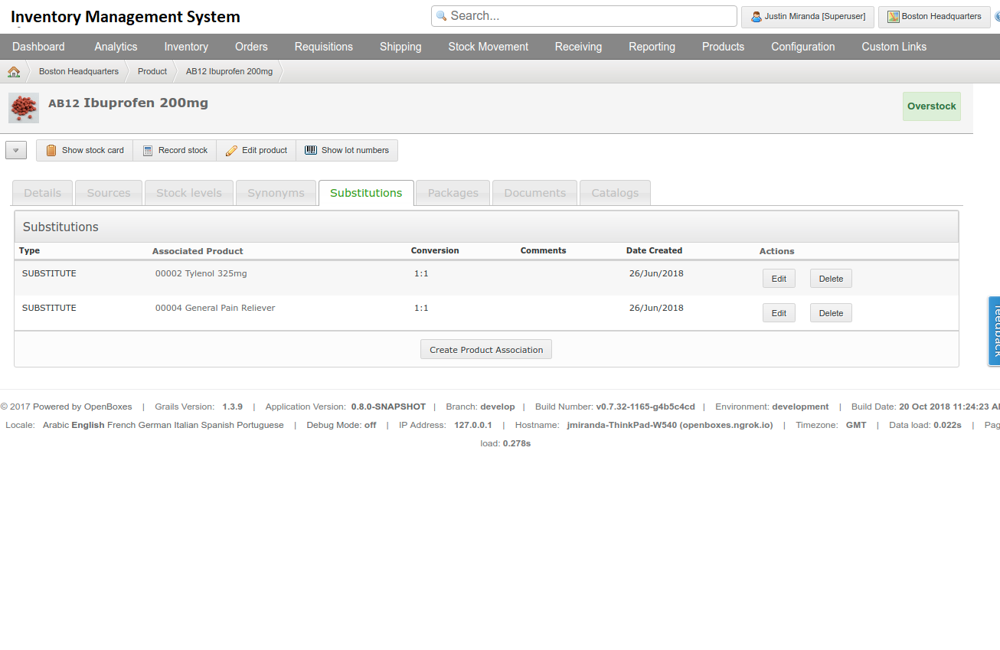 Inventory Management System
Search...
Justin Miranda [Superuser]
Boston Headquarters
Dashboard Analytics Inventory Orders Requisitions Shipping Stock Movement Receiving Reporting Products Configuration Custom Links
Boston Headquarters Product AB12 Ibuprofen 200mg
AB12 Ibuprofen 200mg
Overstock
Show stock card Record stock Edit product Show lot numbers
Details Sources Stock levels Synonyms Substitutions Packages Documents Catalogs
Substitutions
Type Associated Product Conversion Comments Date Created Actions
SUBSTITUTE 00002 Tylenol 325mg 1:1 26/Jun/2018 Edit Delete
SUBSTITUTE 00004 General Pain Reliever 1:1 26/Jun/2018 Edit Delete
feedback
Create Product Association
© 2017 Powered by OpenBoxes | Grails Version: 1.3.9 | Application Version: 0.8.0-SNAPSHOT | Branch: develop | Build Number: v0.7.32-1165-g4b5c4cd | Environment: development | Build Date: 20 Oct 2018 11:24:23 A
Locale: Arabic English French German Italian Spanish Portuguese | Debug Mode: off | IP Address: 127.0.0.1 | Hostname: jmiranda-ThinkPad-W540 (openboxes.ngrok.io) | Timezone: GMT | Data load: 0.022s | Pag
load: 0.278s